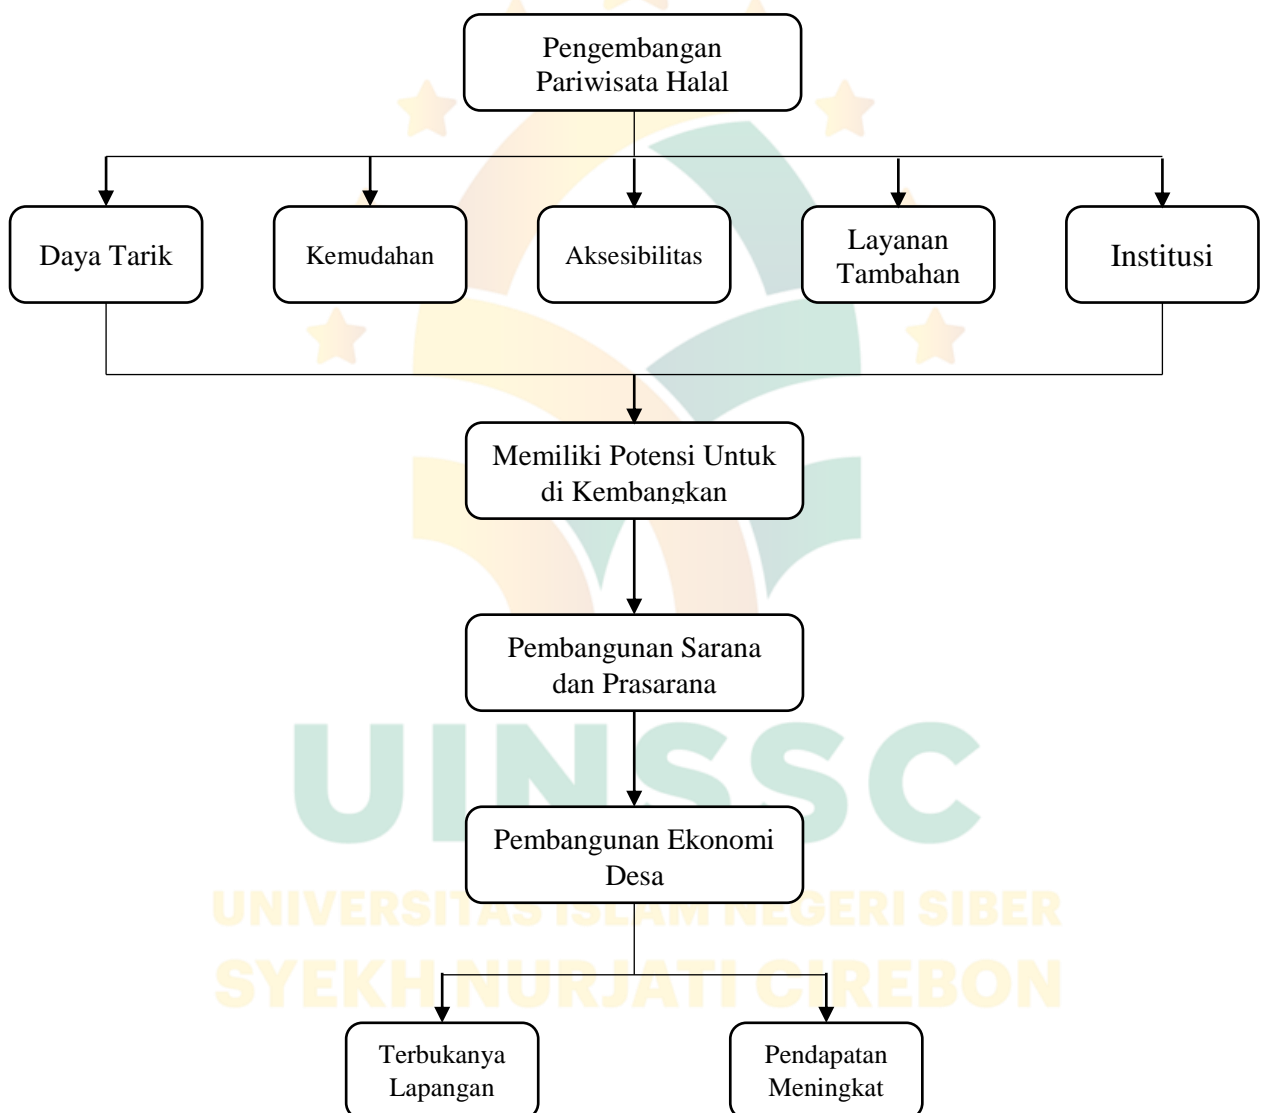 Pengembangan
Pariwisata Halal
Daya Tarik
Kemudahan
Aksesibilitas
Layanan
Tambahan
Institusi
Memiliki Potensi Untuk
di Kembangkan
Pembangunan Sarana
dan Prasarana
UINSSC
Pembangunan Ekonomi
Desa
UNIVERSITAS ISLAM NEGERI SIBER
SYEKH NURJATI CIREBON
Terbukanya
Lapangan
Pendapatan
Meningkat